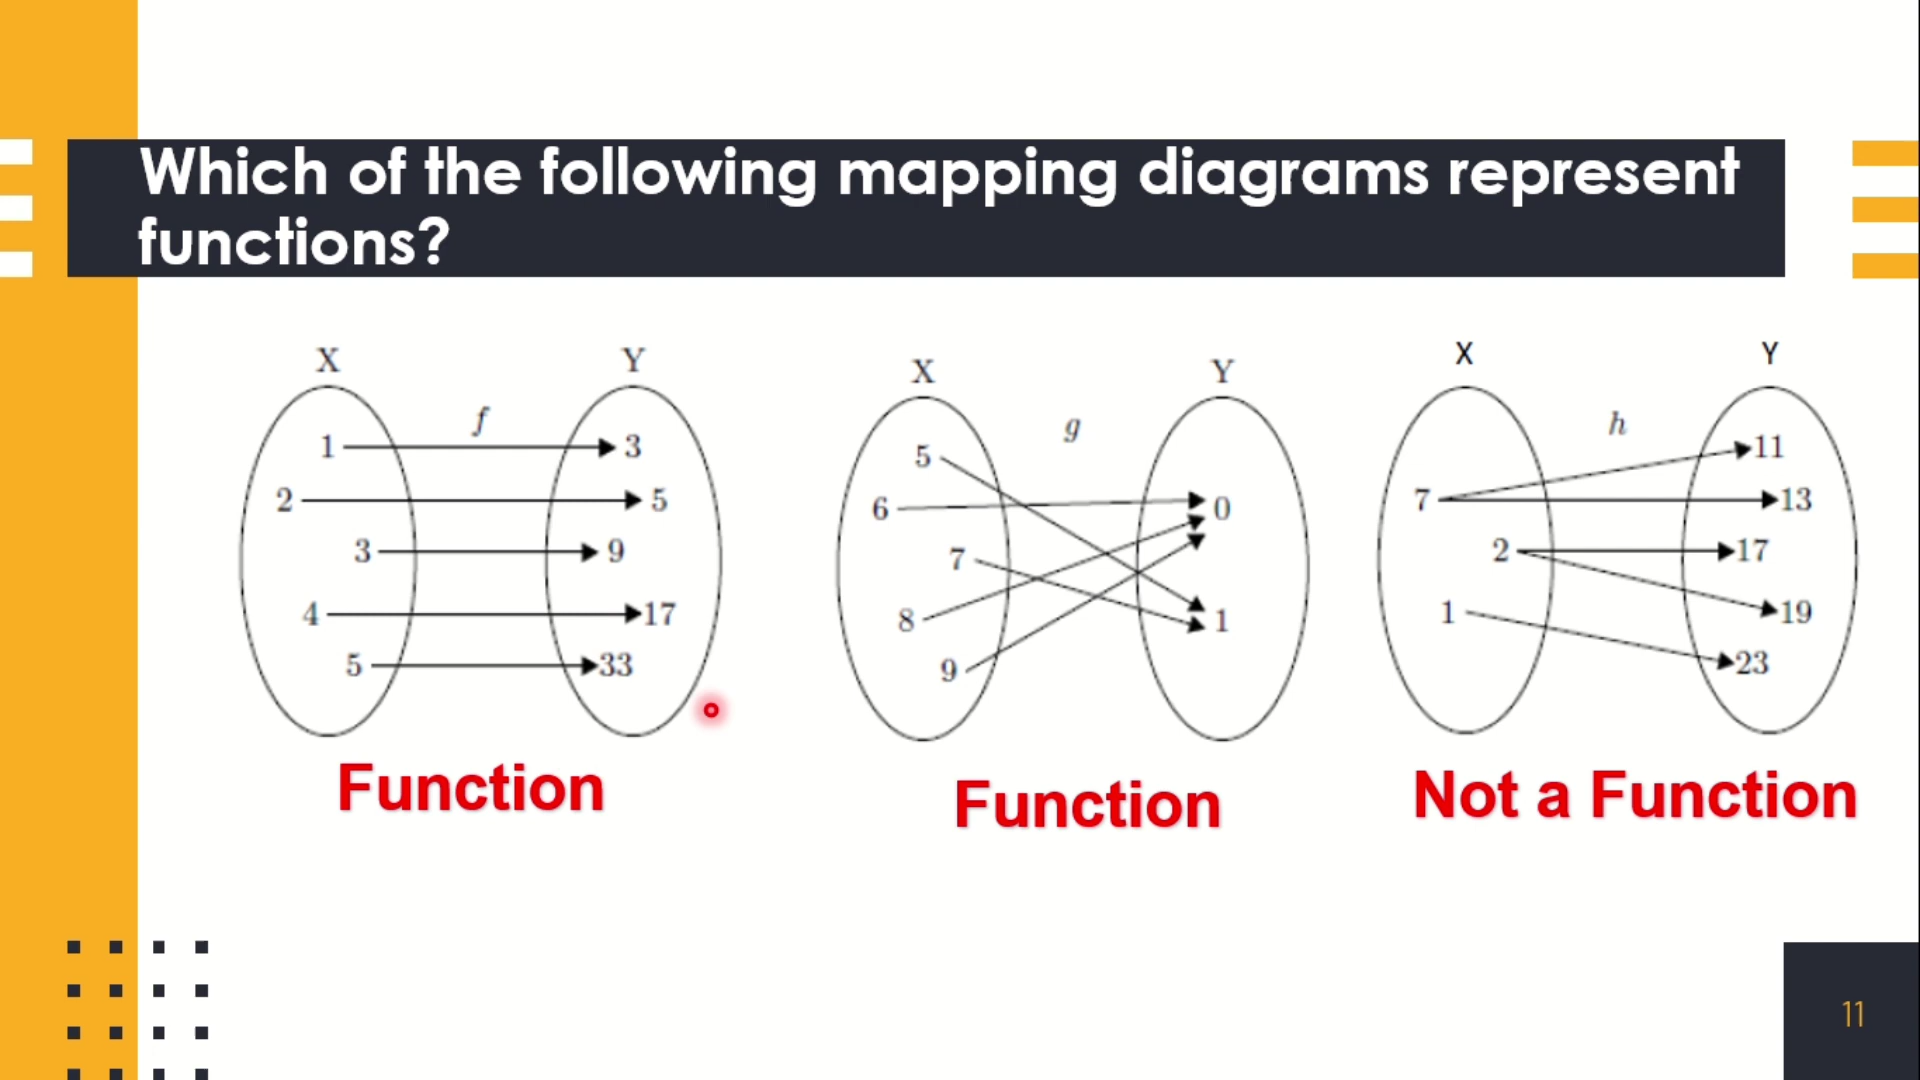 Which of the following mapping diagrams represent
functions?
X Y
f
1 3
2 5
3 9
4 17
5 33
Function
X Y
g
5
6 0
7
8 1
9
Function
X Y
h
11
7 13
2 17
1 19
23
Not a Function
11